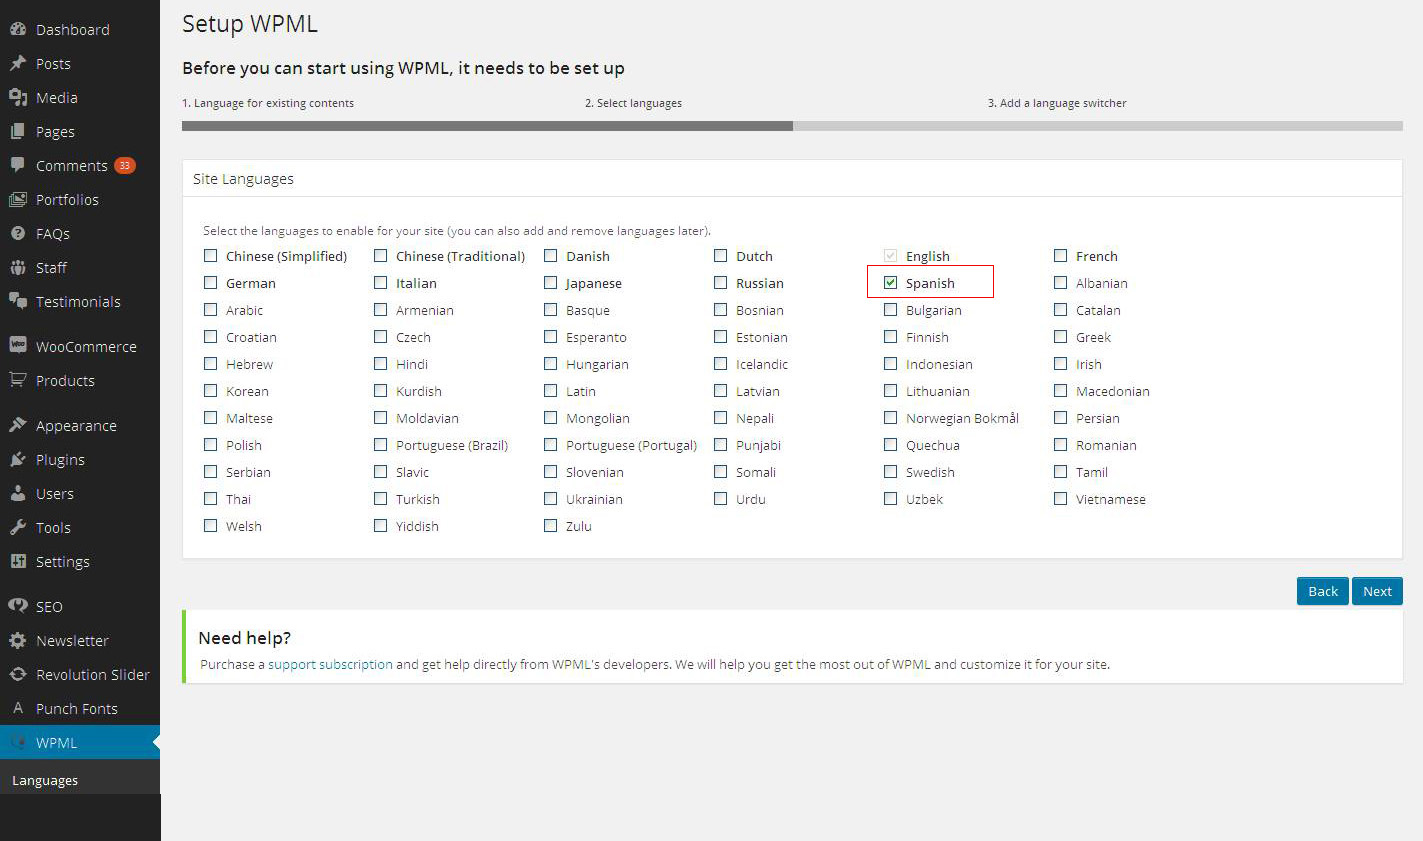 Dashboard
Posts
Media
Pages
Comments 33
Portfolios
FAQs
Staff
Testimonials
WooCommerce
Products
Appearance
Plugins
Users
Tools
Settings
SEO
Newsletter
Revolution Slider
A Punch Fonts
WPML
Languages
Setup WPML
Before you can start using WPML, it needs to be set up
1. Language for existing contents 2. Select languages 3. Add a language switcher
Site Languages
Select the languages to enable for your site (you can also add and remove languages later).
Chinese (Simplified) Chinese (Traditional) Danish Dutch English French
German Italian Japanese Russian Spanish Albanian
Arabic Armenian Basque Bosnian Bulgarian Catalan
Croatian Czech Esperanto Estonian Finnish Greek
Hebrew Hindi Hungarian Icelandic Indonesian Irish
Korean Kurdish Latin Latvian Lithuanian Macedonian
Maltese Moldavian Mongolian Nepali Norwegian Bokmål Persian
Polish Portuguese (Brazil) Portuguese (Portugal) Punjabi Quechua Romanian
Serbian Slavic Slovenian Somali Swedish Tamil
Thai Turkish Ukrainian Urdu Uzbek Vietnamese
Welsh Yiddish Zulu
Back Next
Need help?
Purchase a support subscription and get help directly from WPML's developers. We will help you get the most out of WPML and customize it for your site.